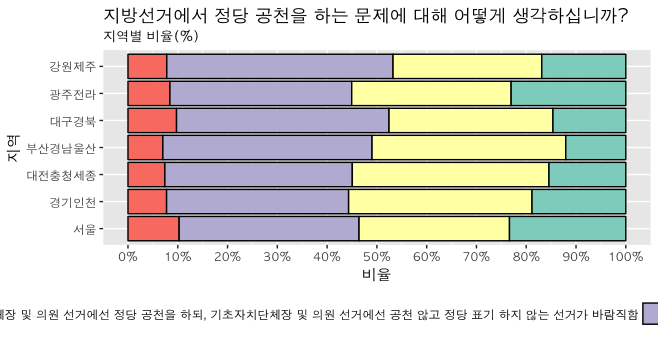 지방선거에서 정당 공천을 하는 문제에 대해 어떻게 생각하십니까?
지역별 비율(%)
강원제주
광주전라
대구경북
부산경남울산
대전충청세종
경기인천
서울
지역
0% 10% 20% 30% 40% 50% 60% 70% 80% 90% 100%
비율
장 및 의원 선거에선 정당 공천을 하되, 기초자치단체장 및 의원 선거에선 공천 않고 정당 표기 하지 않는 선거가 바람직함